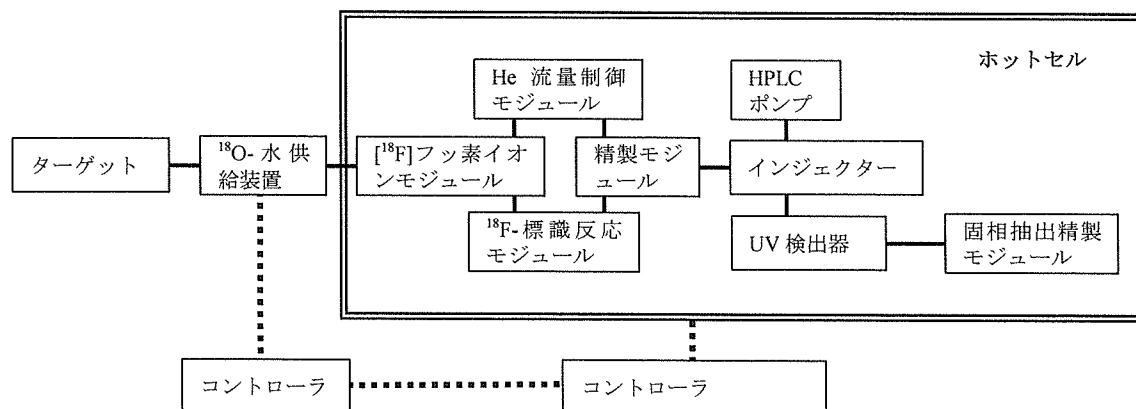 ホットセル
He 流量制御
モジュール
HPLC
ポンプ
ターゲット
¹⁸O- 水 供
給装置
[¹⁸F]フッ素イオ
ンモジュール
精製モジ
ュール
インジェクター
¹⁸F-標識反応
モジュール
UV 検出器
固相抽出精製
モジュール
コントローラ
コントローラ